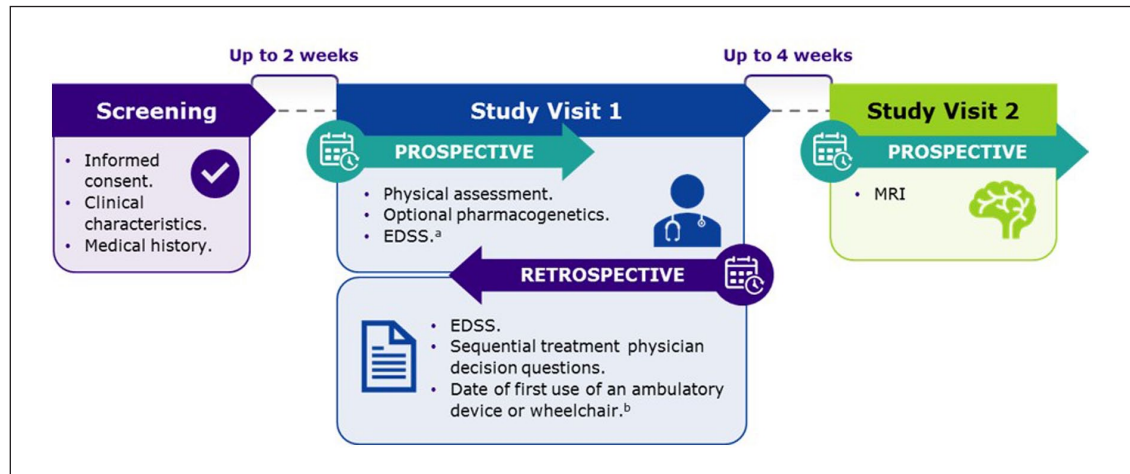 Up to 2 weeks
Up to 4 weeks
Screening
• Informed
consent.
• Clinical
characteristics.
• Medical history.
Study Visit 1
PROSPECTIVE
• Physical assessment.
• Optional pharmacogenetics.
• EDSS.ᵃ
RETROSPECTIVE
• EDSS.
• Sequential treatment physician
decision questions.
• Date of first use of an ambulatory
device or wheelchair.ᵇ
Study Visit 2
PROSPECTIVE
• MRI